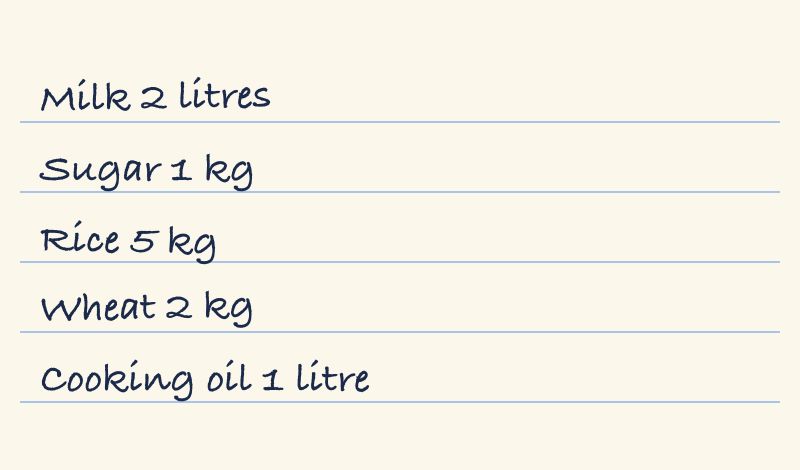 Milk 2 litres
Sugar 1 kg
Rice 5 kg
Wheat 2 kg
Cooking oil 1 litre